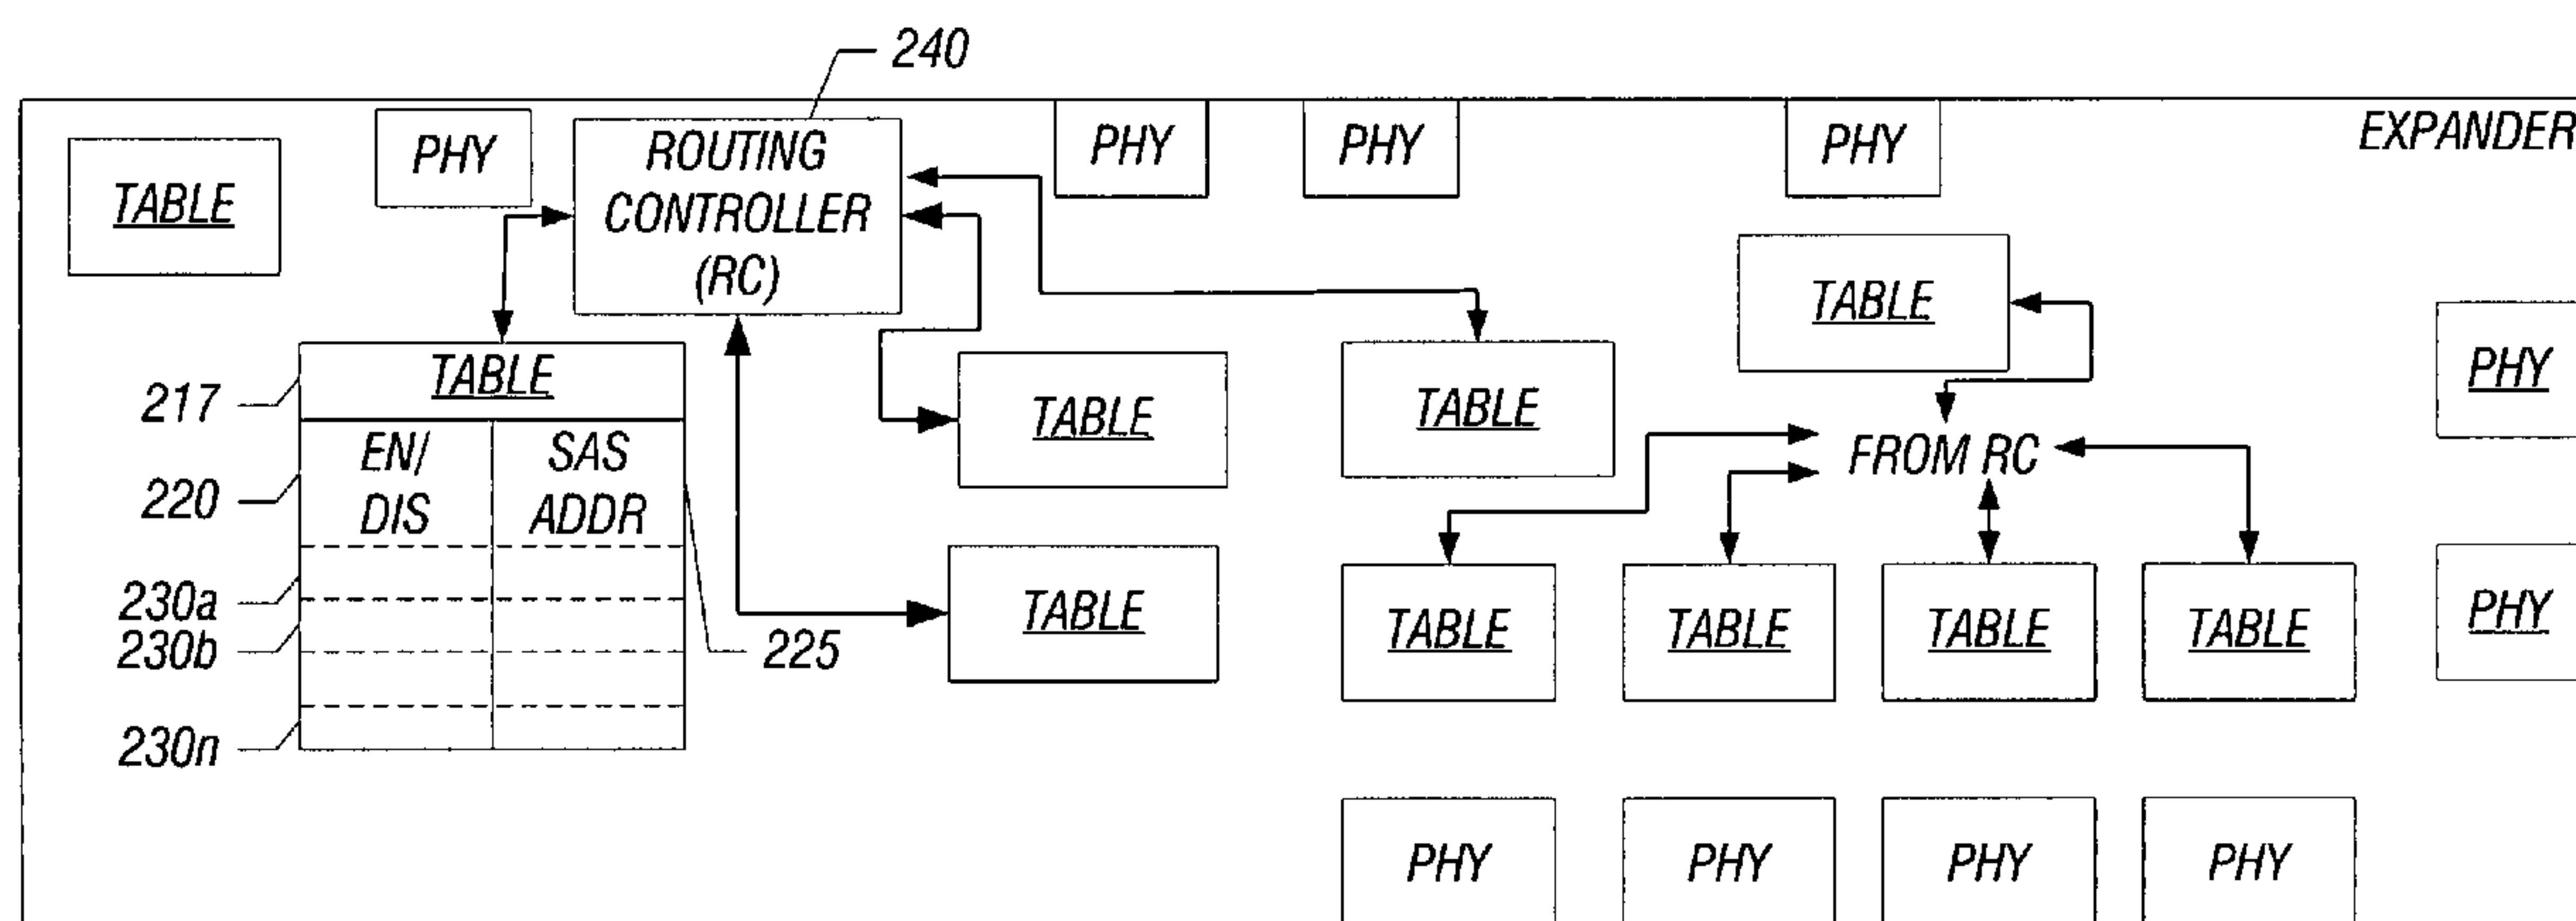 240
EXPANDER
PHY
ROUTING
CONTROLLER
(RC)
PHY
PHY
PHY
TABLE
TABLE
PHY
217
TABLE
TABLE
TABLE
220
EN/
DIS
SAS
ADDR
FROM RC
230a
230b
230n
225
TABLE
TABLE
TABLE
TABLE
TABLE
PHY
PHY
PHY
PHY
PHY